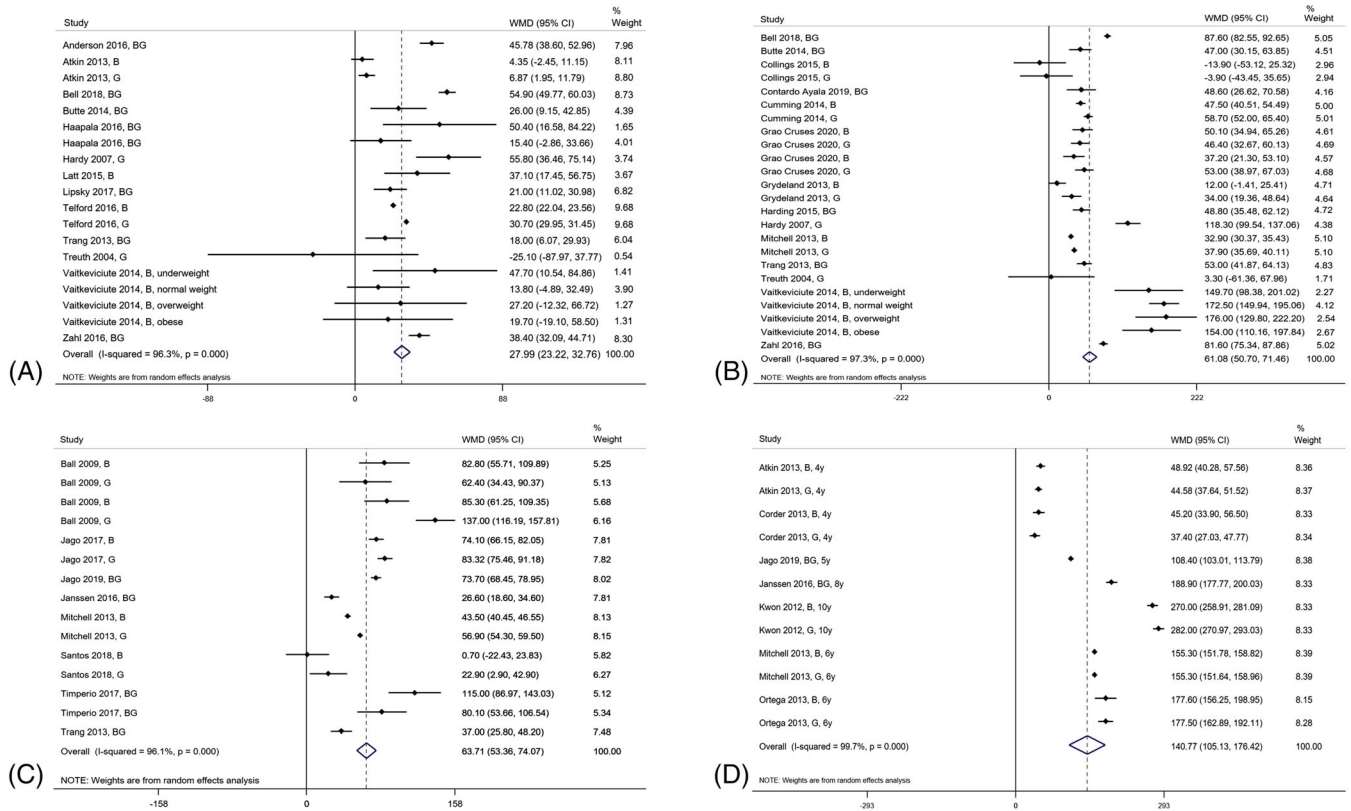 %
Study WMD (95% CI) Weight
Anderson 2016, BG 45.78 (38.60, 52.96) 7.96
Atkin 2013, B 4.35 (-2.45, 11.15) 8.11
Atkin 2013, G 6.87 (1.95, 11.79) 8.80
Bell 2018, BG 54.90 (49.77, 60.03) 8.73
Butte 2014, BG 26.00 (9.15, 42.85) 4.39
Haapala 2016, BG 50.40 (16.58, 84.22) 1.65
Haapala 2016, BG 15.40 (-2.86, 33.66) 4.01
Hardy 2007, G 55.80 (36.46, 75.14) 3.74
Latt 2015, B 37.10 (17.45, 56.75) 3.67
Lipsky 2017, BG 21.00 (11.02, 30.98) 6.82
Telford 2016, B 22.80 (22.04, 23.56) 9.68
Telford 2016, G 30.70 (29.95, 31.45) 9.68
Trang 2013, BG 18.00 (6.07, 29.93) 6.04
Treuth 2004, G -25.10 (-87.97, 37.77) 0.54
Vaitkeviciute 2014, B, underweight 47.70 (10.54, 84.86) 1.41
Vaitkeviciute 2014, B, normal weight 13.80 (-4.89, 32.49) 3.90
Vaitkeviciute 2014, B, overweight 27.20 (-12.32, 66.72) 1.27
Vaitkeviciute 2014, B, obese 19.70 (-19.10, 58.50) 1.31
Zahl 2016, BG 38.40 (32.09, 44.71) 8.30
Overall (I-squared = 96.3%, p = 0.000) 27.99 (23.22, 32.76) 100.00
NOTE: Weights are from random effects analysis
-88 0 88
(A)
%
Study WMD (95% CI) Weight
Bell 2018, BG 87.60 (82.55, 92.65) 5.05
Butte 2014, BG 47.00 (30.15, 63.85) 4.51
Collings 2015, B -13.90 (-53.12, 25.32) 2.96
Collings 2015, G -3.90 (-43.45, 35.65) 2.94
Contardo Ayala 2019, BG 48.60 (26.62, 70.58) 4.16
Cumming 2014, B 47.50 (40.51, 54.49) 5.00
Cumming 2014, G 58.70 (52.00, 65.40) 5.01
Grao Cruses 2020, B 50.10 (34.94, 65.26) 4.61
Grao Cruses 2020, G 46.40 (32.67, 60.13) 4.69
Grao Cruses 2020, B 37.20 (21.30, 53.10) 4.57
Grao Cruses 2020, G 53.00 (38.97, 67.03) 4.68
Grydeland 2013, B 12.00 (-1.41, 25.41) 4.71
Grydeland 2013, G 34.00 (19.36, 48.64) 4.64
Harding 2015, BG 48.80 (35.48, 62.12) 4.72
Hardy 2007, G 118.30 (99.54, 137.06) 4.38
Mitchell 2013, B 32.90 (30.37, 35.43) 5.10
Mitchell 2013, G 37.90 (35.69, 40.11) 5.10
Trang 2013, BG 53.00 (41.87, 64.13) 4.83
Treuth 2004, G 3.30 (-61.36, 67.96) 1.71
Vaitkeviciute 2014, B, underweight 149.70 (98.38, 201.02) 2.27
Vaitkeviciute 2014, B, normal weight 172.50 (149.94, 195.06) 4.12
Vaitkeviciute 2014, B, overweight 176.00 (129.80, 222.20) 2.54
Vaitkeviciute 2014, B, obese 154.00 (110.16, 197.84) 2.67
Zahl 2016, BG 81.60 (75.34, 87.86) 5.02
Overall (I-squared = 97.3%, p = 0.000) 61.08 (50.70, 71.46) 100.00
NOTE: Weights are from random effects analysis
-222 0 222
(B)
%
Study WMD (95% CI) Weight
Ball 2009, B 82.80 (55.71, 109.89) 5.25
Ball 2009, G 62.40 (34.43, 90.37) 5.13
Ball 2009, B 85.30 (61.25, 109.35) 5.68
Ball 2009, G 137.00 (116.19, 157.81) 6.16
Jago 2017, B 74.10 (66.15, 82.05) 7.81
Jago 2017, G 83.32 (75.46, 91.18) 7.82
Jago 2019, BG 73.70 (68.45, 78.95) 8.02
Janssen 2016, BG 26.60 (18.60, 34.60) 7.81
Mitchell 2013, B 43.50 (40.45, 46.55) 8.13
Mitchell 2013, G 56.90 (54.30, 59.50) 8.15
Santos 2018, B 0.70 (-22.43, 23.83) 5.82
Santos 2018, G 22.90 (2.90, 42.90) 6.27
Timperio 2017, BG 115.00 (86.97, 143.03) 5.12
Timperio 2017, BG 80.10 (53.66, 106.54) 5.34
Trang 2013, BG 37.00 (25.80, 48.20) 7.48
Overall (I-squared = 96.1%, p = 0.000) 63.71 (53.36, 74.07) 100.00
NOTE: Weights are from random effects analysis
-158 0 158
(C)
%
Study WMD (95% CI) Weight
Atkin 2013, B, 4y 48.92 (40.28, 57.56) 8.36
Atkin 2013, G, 4y 44.58 (37.64, 51.52) 8.37
Corder 2013, B, 4y 45.20 (33.90, 56.50) 8.33
Corder 2013, G, 4y 37.40 (27.03, 47.77) 8.34
Jago 2019, BG, 5y 108.40 (103.01, 113.79) 8.38
Janssen 2016, BG, 8y 188.90 (177.77, 200.03) 8.33
Kwon 2012, B, 10y 270.00 (258.91, 281.09) 8.33
Kwon 2012, G, 10y 282.00 (270.97, 293.03) 8.33
Mitchell 2013, B, 6y 155.30 (151.78, 158.82) 8.39
Mitchell 2013, G, 6y 155.30 (151.64, 158.96) 8.39
Ortega 2013, B, 6y 177.60 (156.25, 198.95) 8.15
Ortega 2013, G, 6y 177.50 (162.89, 192.11) 8.28
Overall (I-squared = 99.7%, p = 0.000) 140.77 (105.13, 176.42) 100.00
NOTE: Weights are from random effects analysis
-293 0 293
(D)